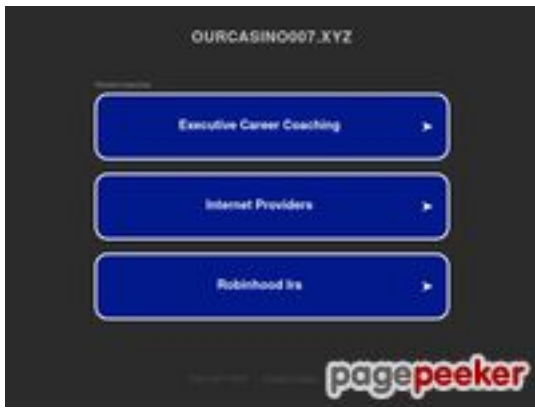 OURCASINO007.XYZ
Executive Career Coaching
Internet Providers
Robinhood Ira
pagepeeker